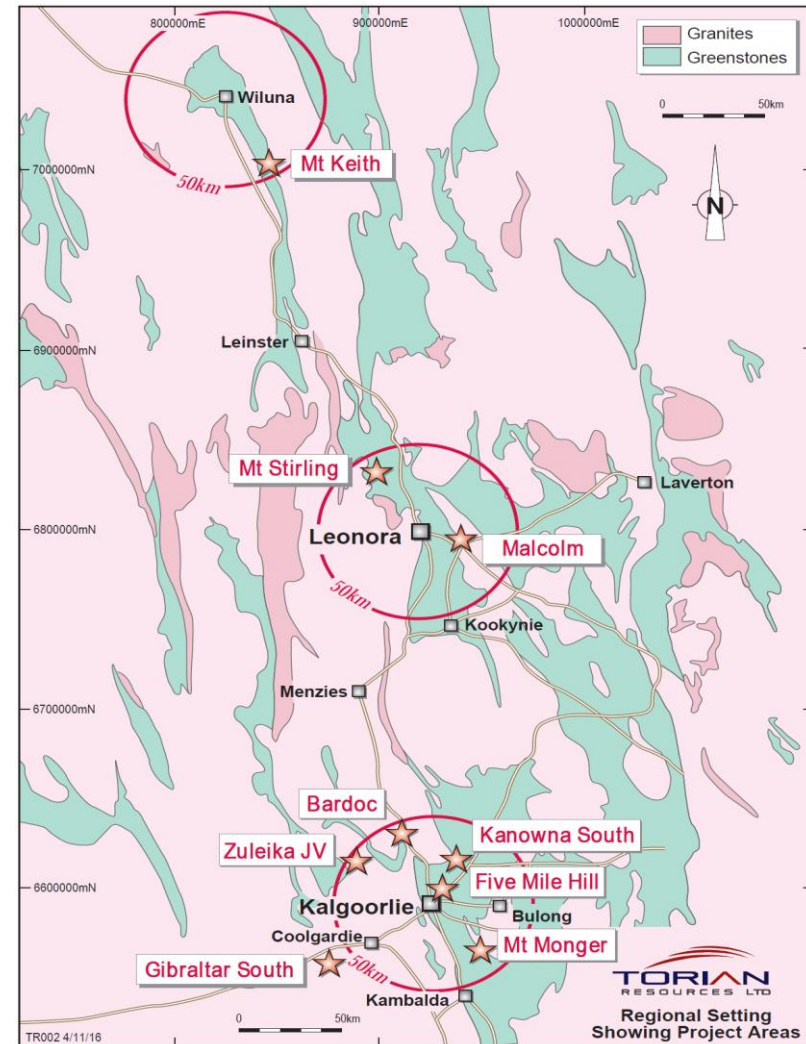 800000mE
900000mE
1000000mE
Granites
Greenstones
0 50km
Wiluna
Mt Keith
7000000mN
50km
N
Leinster
6900000mN
Mt Stirling
Laverton
6800000mN
Leonora
Malcolm
50km
Kookynie
Menzies
6700000mN
Bardoc
Kanowna South
Zuleika JV
Five Mile Hill
6600000mN
Kalgoorlie
Bulong
Coolgardie
Mt Monger
Gibraltar South
50km
Kambalda
TORIAN
RESOURCES LTD
Regional Setting
Showing Project Areas
0 50km
TR002 4/11/16